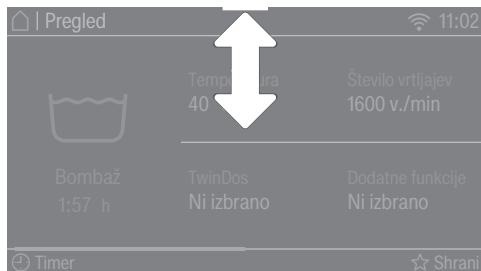 | Pregled 11:02
Temperatura Število vrtljajev
40 1600 v./min
Bombaž TwinDos Dodatne funkcije
1:57 h Ni izbrano Ni izbrano
Timer Shrani